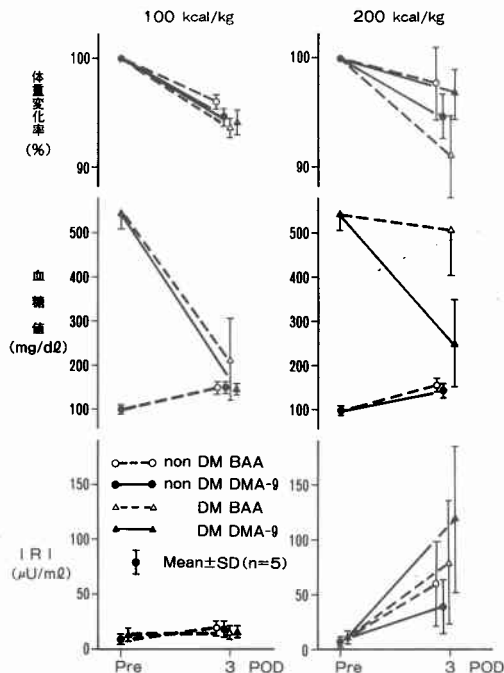 100 kcal/kg
200 kcal/kg
体重変化率
(%)
100
90
100
90
血糖値
(mg/dℓ)
500
400
300
200
100
500
400
300
200
100
IRI
(μU/mℓ)
150
100
50
0
non DM BAA
non DM DMA-9
DM BAA
DM DMA-9
Mean±SD(n=5)
150
100
50
0
Pre
3
POD
Pre
3
POD